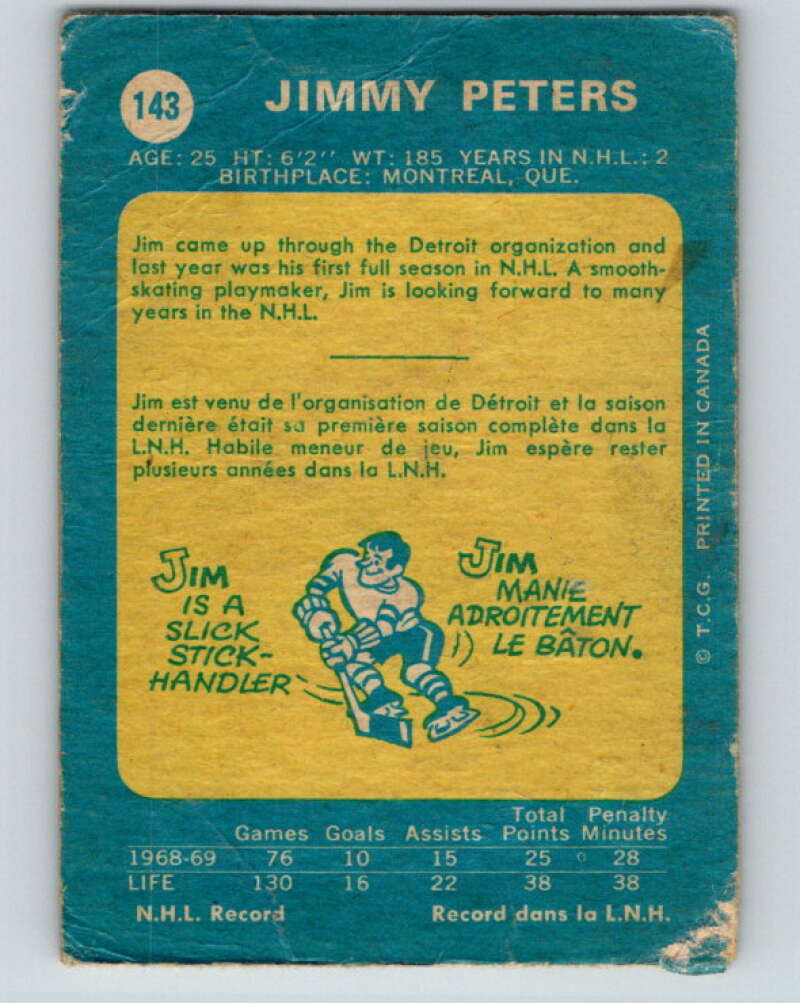 143
JIMMY PETERS
AGE: 25 HT: 6'2'' WT: 185 YEARS IN N.H.L.: 2
BIRTHPLACE: MONTREAL, QUE.
Jim came up through the Detroit organization and
last year was his first full season in N.H.L. A smooth-
skating playmaker, Jim is looking forward to many
years in the N.H.L.
Jim est venu de l'organisation de Détroit et la saison
dernière était sa première saison complète dans la
L.N.H. Habile meneur de jeu, Jim espère rester
plusieurs années dans la L.N.H.
JIM
IS A
SLICK
STICK-
HANDLER
JIM
MANIE
ADROITEMENT
LE BÂTON.
© T.C.G. PRINTED IN CANADA
Games Goals Assists Total Points Penalty Minutes
1968-69 76 10 15 25 28
LIFE 130 16 22 38 38
N.H.L. Record Record dans la L.N.H.